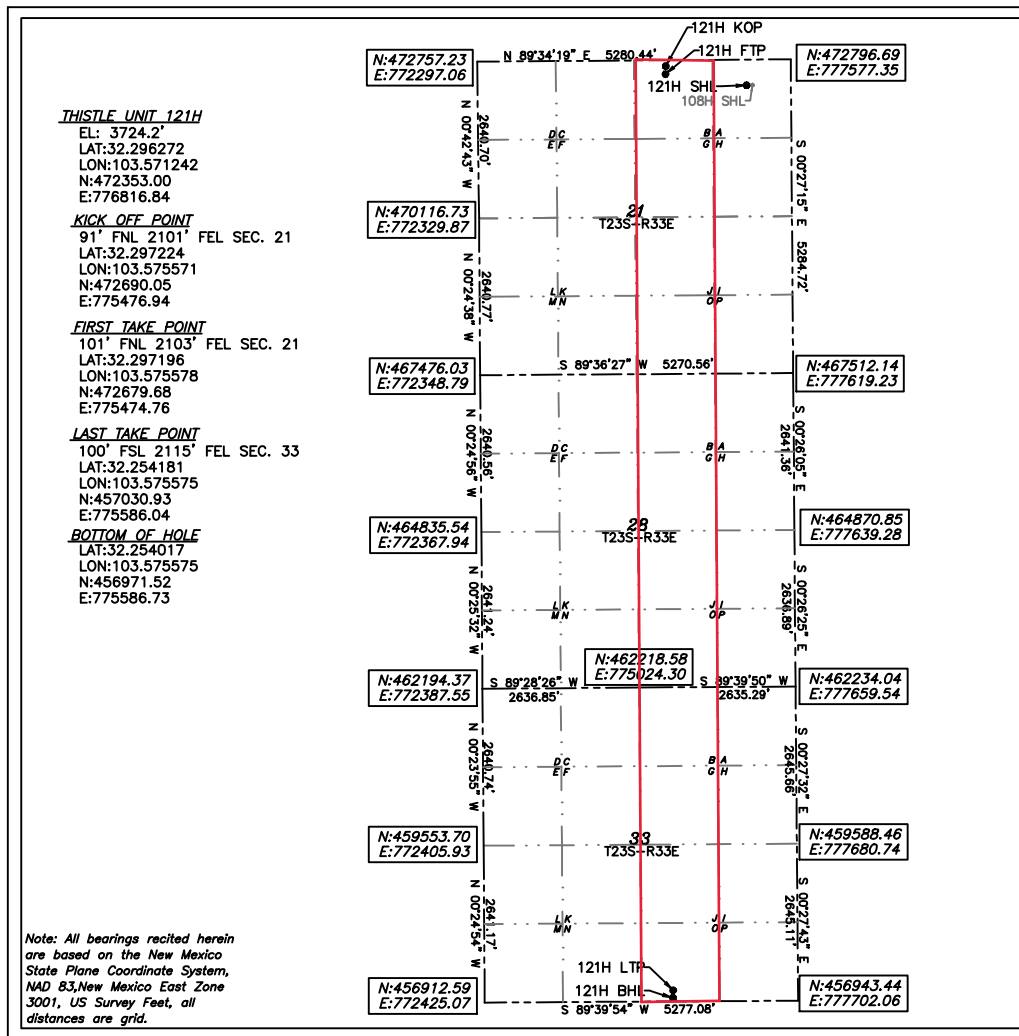 121H KOP
N 89°34'19" E 5280.44'
121H FTP
N:472757.23
E:772297.06
N:472796.69
E:777577.35
121H SHL
108H SHL
THISTLE UNIT 121H
EL: 3724.2'
LAT:32.296272
LON:103.571242
N:472353.00
E:776816.84
KICK OFF POINT
91' FNL 2101' FEL SEC. 21
LAT:32.297224
LON:103.575571
N:472690.05
E:775476.94
FIRST TAKE POINT
101' FNL 2103' FEL SEC. 21
LAT:32.297196
LON:103.575578
N:472679.68
E:775474.76
LAST TAKE POINT
100' FSL 2115' FEL SEC. 33
LAT:32.254181
LON:103.575575
N:457030.93
E:775586.04
BOTTOM OF HOLE
LAT:32.254017
LON:103.575575
N:456971.52
E:775586.73
N 00°42'43" W
2640.70'
D C
E F
B A
G H
S 00°27'15" E 5284.72'
N:470116.73
E:772329.87
21
T23S-R33E
N 00°24'38" W
2640.77'
L K
M N
J I
O P
N:467476.03
E:772348.79
S 89°36'27" W 5270.56'
N:467512.14
E:777619.23
N 00°24'56" W
2640.56'
D C
E F
B A
G H
S 00°26'05" E
2641.36'
N:464835.54
E:772367.94
28
T23S-R33E
N:464870.85
E:777639.28
N 00°25'32" W
2641.24'
L K
M N
J I
O P
S 00°26'25" E
2636.89'
N:462218.58
E:775024.30
N:462194.37
E:772387.55
S 89°28'26" W
2636.85'
S 89°39'50" W
2635.29'
N:462234.04
E:777659.54
N 00°23'55" W
2640.74'
D C
E F
B A
G H
S 00°27'32" E
2645.66'
N:459553.70
E:772405.93
33
T23S-R33E
N:459588.46
E:777680.74
N 00°24'54" W
2641.17'
L K
M N
J I
O P
S 00°27'43" E
2645.11'
121H LTP
121H BHL
N:456912.59
E:772425.07
S 89°39'54" W 5277.08'
N:456943.44
E:777702.06
Note: All bearings recited herein
are based on the New Mexico
State Plane Coordinate System,
NAD 83,New Mexico East Zone
3001, US Survey Feet, all
distances are grid.